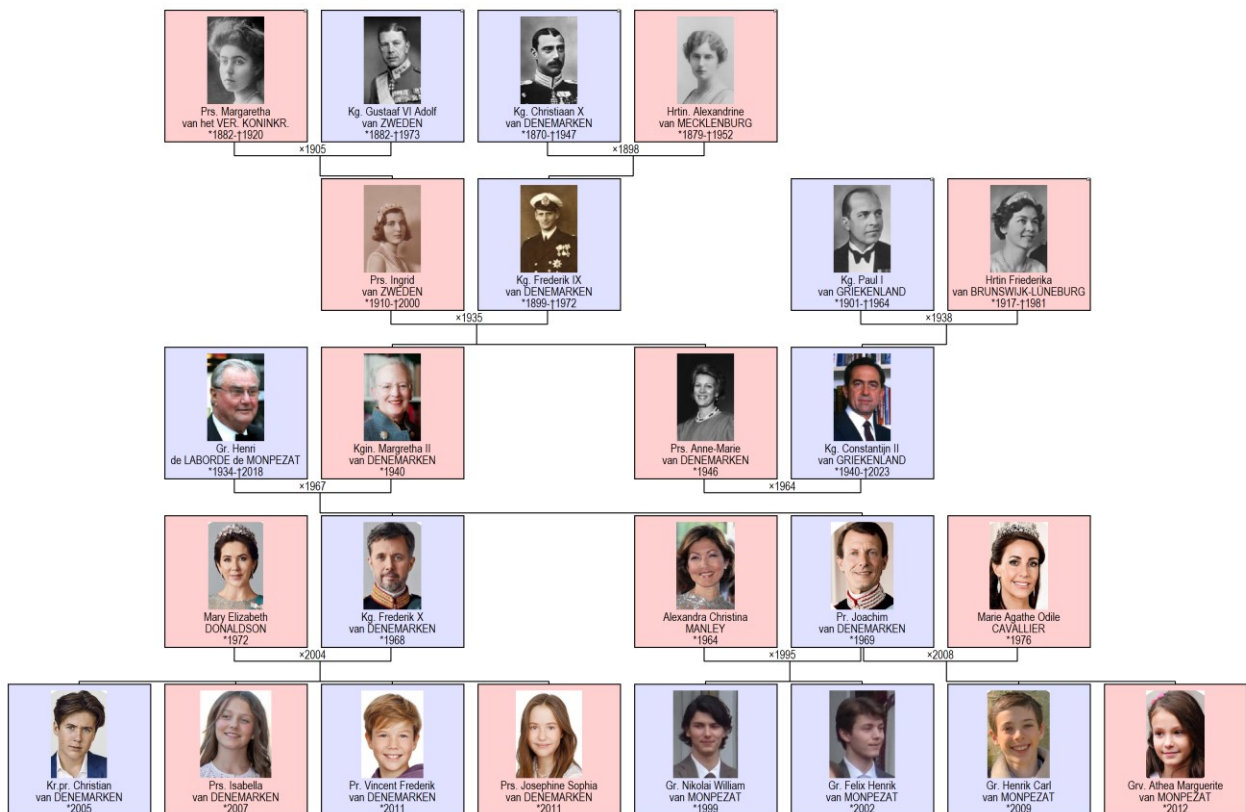 Prs. Margaretha
van het VER. KONINKR.
*1882-†1920
Kg. Gustaaf VI Adolf
van ZWEDEN
*1882-†1973
Kg. Christiaan X
van DENEMARKEN
*1870-†1947
Hrtin. Alexandrine
van MECKLENBURG
*1879-†1952
×1905
×1898
Prs. Ingrid
van ZWEDEN
*1910-†2000
Kg. Frederik IX
van DENEMARKEN
*1899-†1972
Kg. Paul I
van GRIEKENLAND
*1901-†1964
Hrtin Friederika
van BRUNSWIJK-LÜNEBURG
*1917-†1981
×1935
×1938
Gr. Henri
de LABORDE de MONPEZAT
*1934-†2018
Kgin. Margretha II
van DENEMARKEN
*1940
Prs. Anne-Marie
van DENEMARKEN
*1946
Kg. Constantijn II
van GRIEKENLAND
*1940-†2023
×1967
×1964
Mary Elizabeth
DONALDSON
*1972
Kg. Frederik X
van DENEMARKEN
*1968
Alexandra Christina
MANLEY
*1964
Pr. Joachim
van DENEMARKEN
*1969
Marie Agathe Odile
CAVALLIER
*1976
×2004
×1995
×2008
Kr.pr. Christian
van DENEMARKEN
*2005
Prs. Isabella
van DENEMARKEN
*2007
Pr. Vincent Frederik
van DENEMARKEN
*2011
Prs. Josephine Sophia
van DENEMARKEN
*2011
Gr. Nikolai William
van MONPEZAT
*1999
Gr. Felix Henrik
van MONPEZAT
*2002
Gr. Henrik Carl
van MONPEZAT
*2009
Grv. Athea Marguerite
van MONPEZAT
*2012